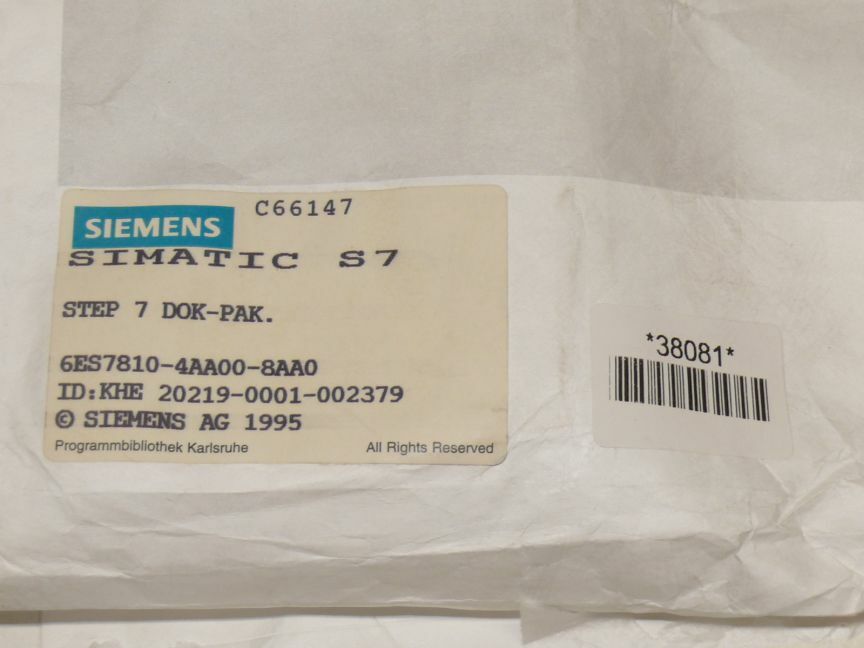 C66147
SIEMENS
SIMATIC S7
STEP 7 DOK-PAK.
6ES7810-4AA00-8AA0
ID:KHE 20219-0001-002379
© SIEMENS AG 1995
Programmbibliothek Karlsruhe All Rights Reserved
*38081*